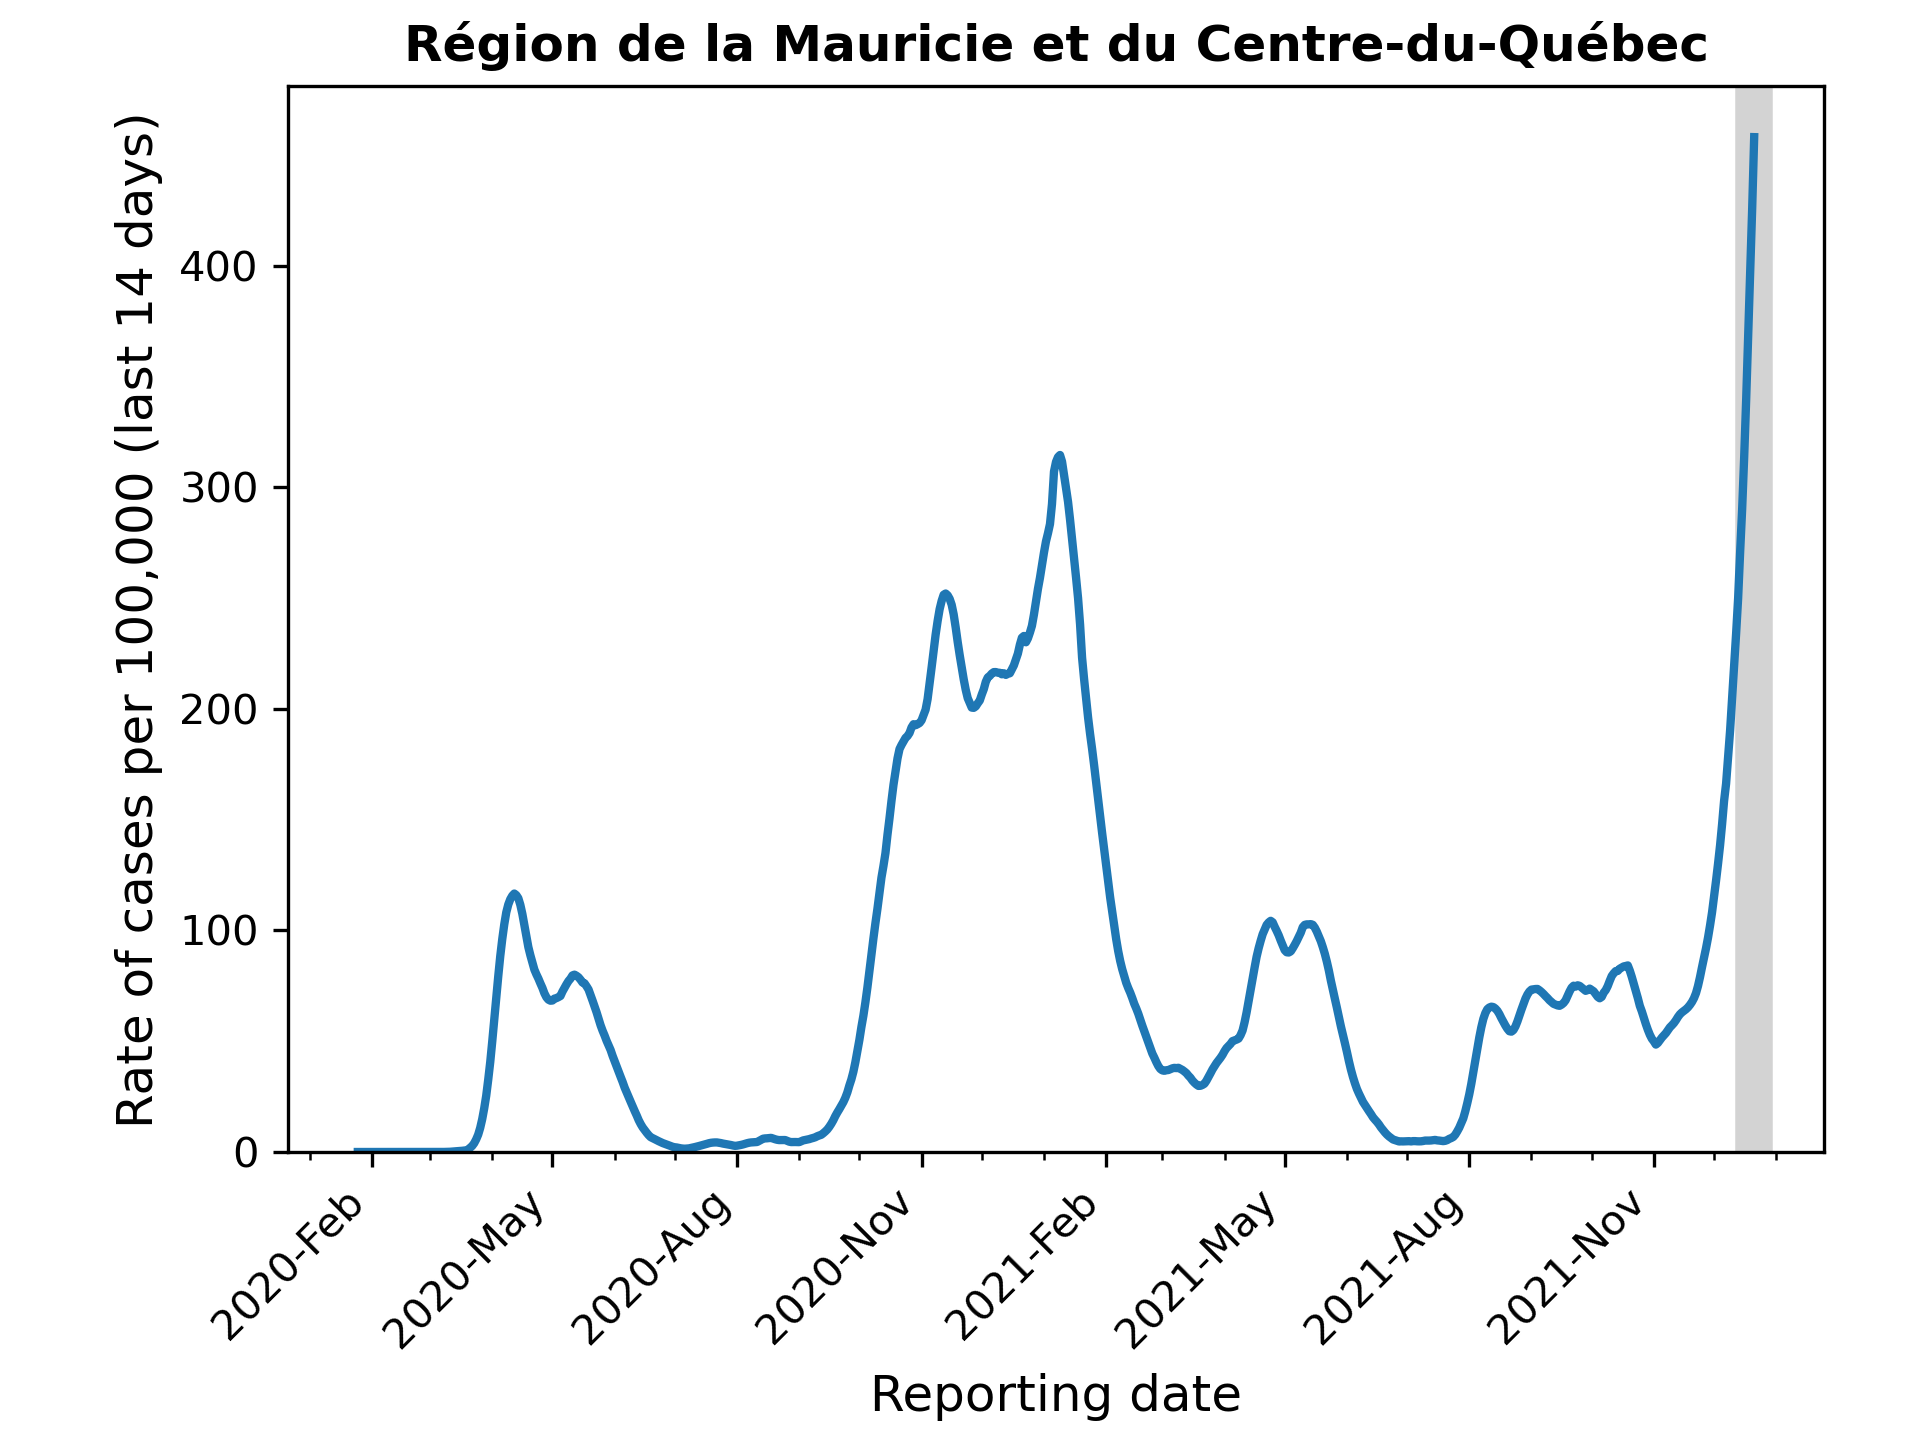 Région de la Mauricie et du Centre-du-Québec
Rate of cases per 100,000 (last 14 days)
400
300
200
100
0
2020-Feb
2020-May
2020-Aug
2020-Nov
2021-Feb
2021-May
2021-Aug
2021-Nov
Reporting date